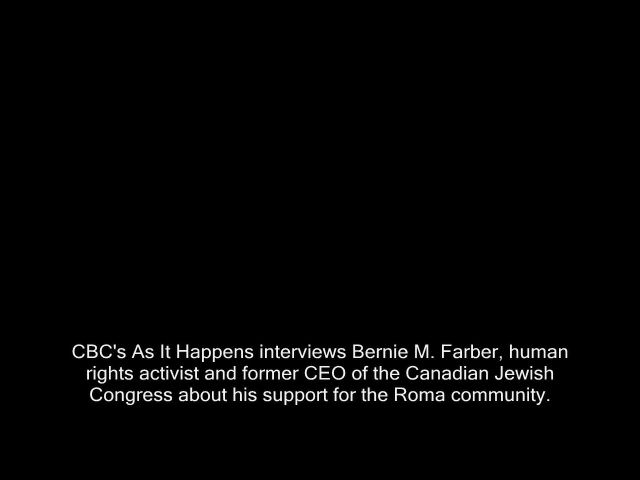 CBC's As It Happens interviews Bernie M. Farber, human
rights activist and former CEO of the Canadian Jewish
Congress about his support for the Roma community.